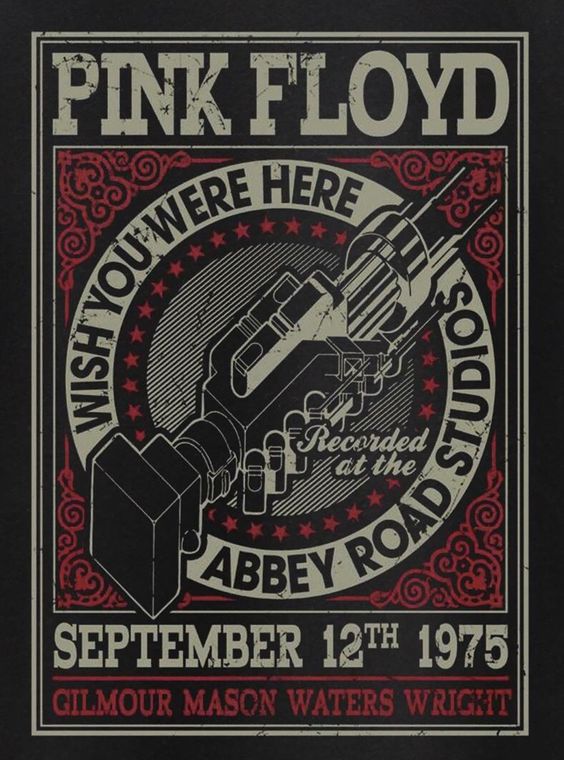 PINK FLOYD
WISH YOU WERE HERE
Recorded
at the
ABBEY ROAD STUDIOS
SEPTEMBER 12TH 1975
GILMOUR MASON WATERS WRIGHT